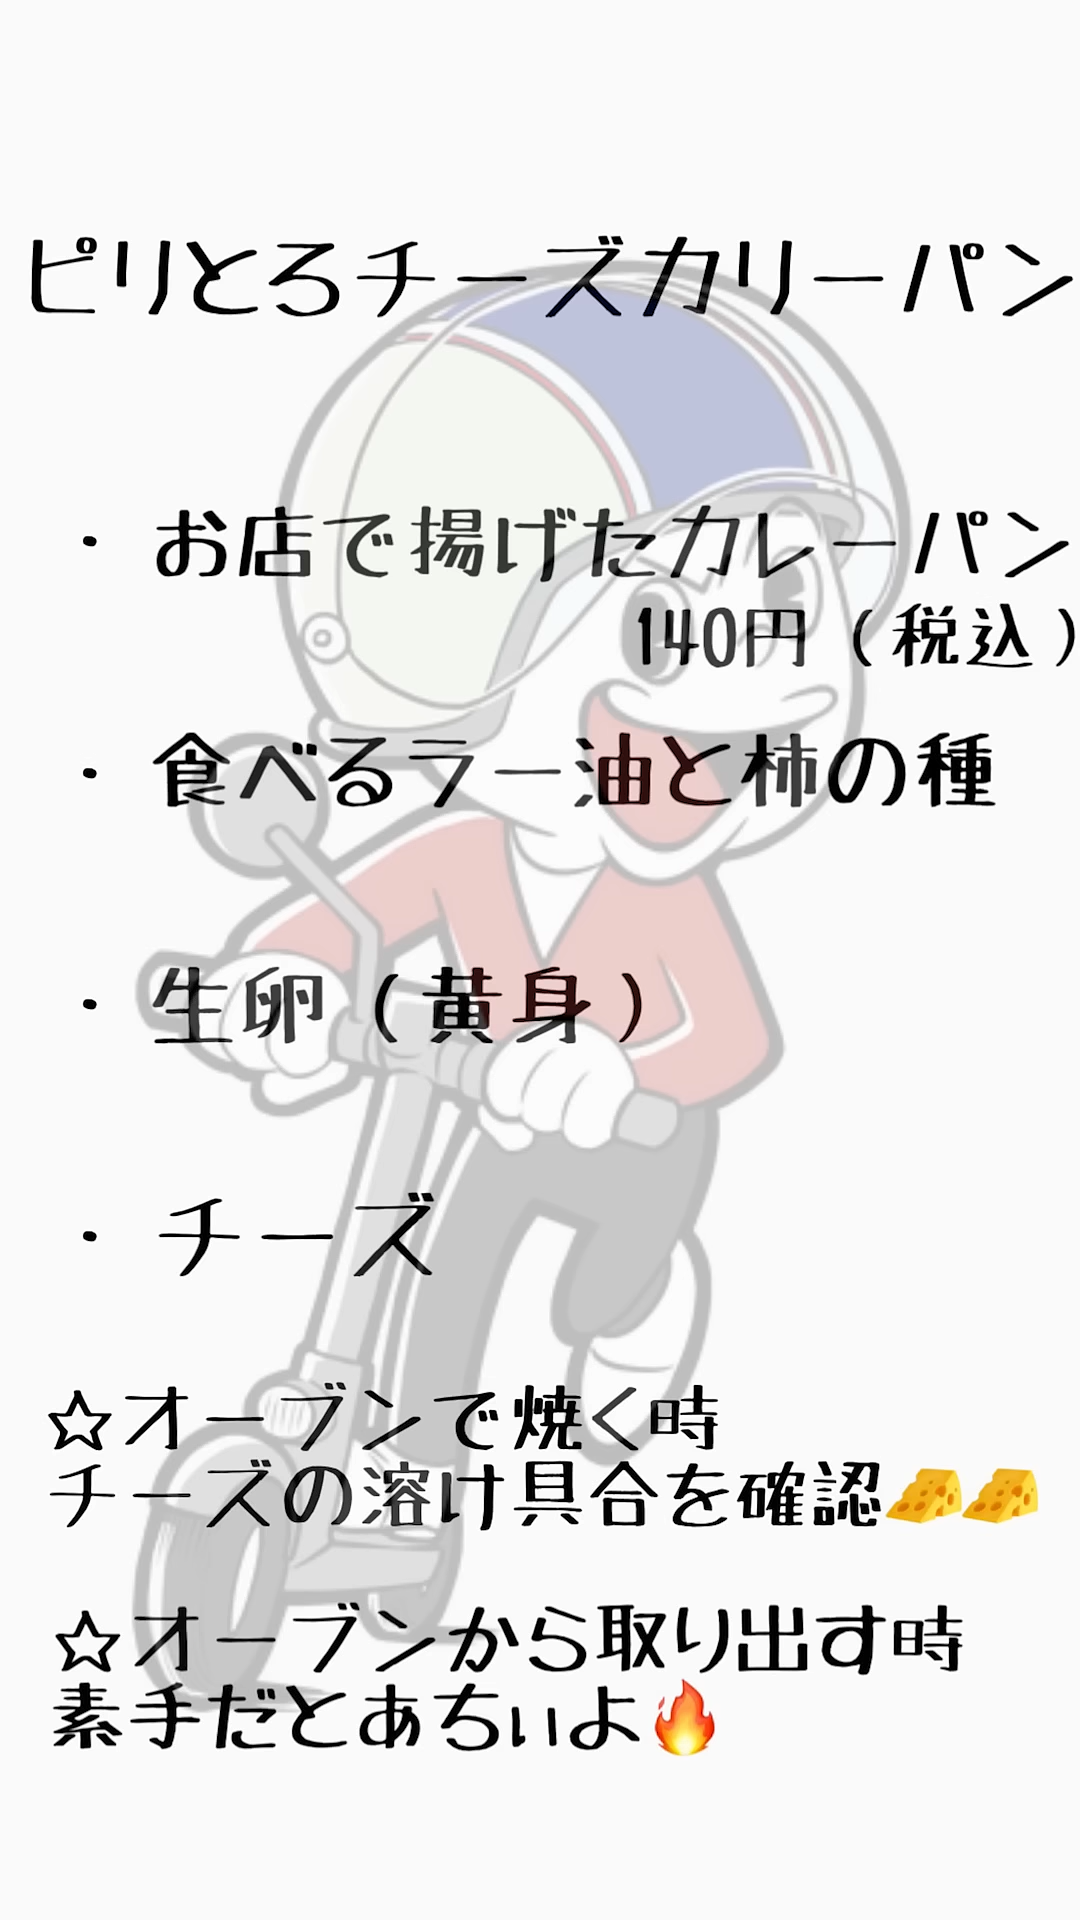 ピリとろチーズカリーパン
・お店で揚げたカレーパン
140円（税込）
・食べるラー油と柿の種
・生卵（黄身）
・チーズ
☆オーブンで焼く時
チーズの溶け具合を確認🧀🧀
☆オーブンから取り出す時
素手だとあちぃよ🔥